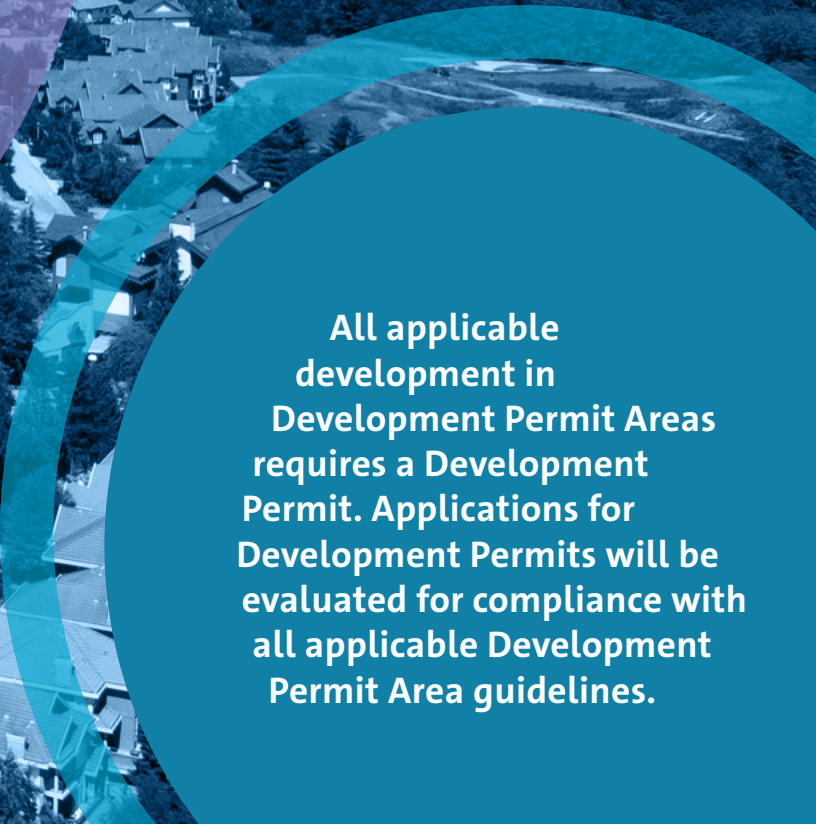 All applicable
development in
Development Permit Areas
requires a Development
Permit. Applications for
Development Permits will be
evaluated for compliance with
all applicable Development
Permit Area guidelines.